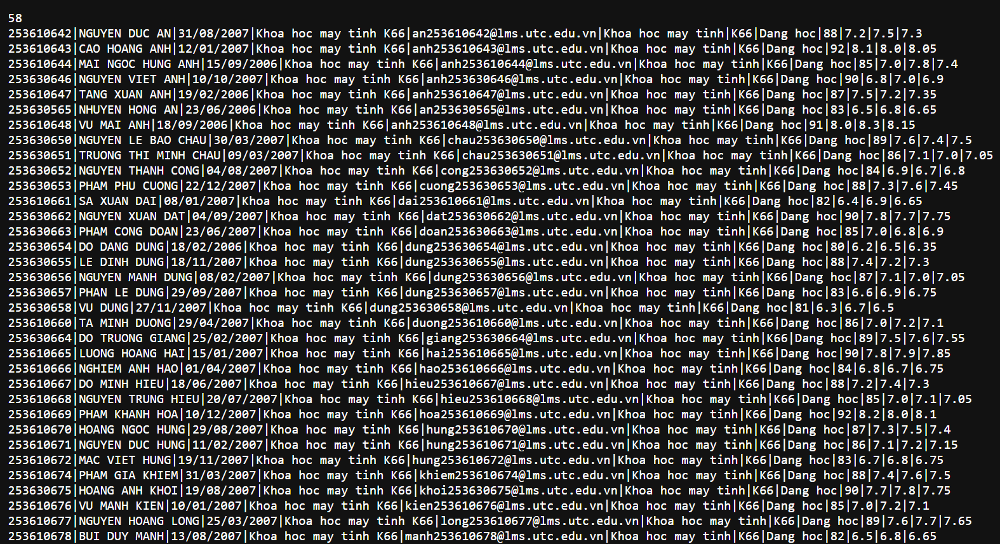 58
253610642|NGUYEN DUC AN|31/08/2007|Khoa hoc may tinh K66|an253610642@lms.utc.edu.vn|Khoa hoc may tinh|K66|Dang hoc|88|7.2|7.5|7.3
253610643|CAO HOANG ANH|12/01/2007|Khoa hoc may tinh K66|anh253610643@lms.utc.edu.vn|Khoa hoc may tinh|K66|Dang hoc|92|8.1|8.0|8.05
253610644|MAI NGOC HUNG ANH|15/09/2006|Khoa hoc may tinh K66|anh253610644@lms.utc.edu.vn|Khoa hoc may tinh|K66|Dang hoc|85|7.0|7.8|7.4
253630646|NGUYEN VIET ANH|10/10/2007|Khoa hoc may tinh K66|anh253630646@lms.utc.edu.vn|Khoa hoc may tinh|K66|Dang hoc|90|6.8|7.0|6.9
253610647|TANG XUAN ANH|19/02/2006|Khoa hoc may tinh K66|anh253610647@lms.utc.edu.vn|Khoa hoc may tinh|K66|Dang hoc|87|7.5|7.2|7.35
253630565|NHUYEN HONG AN|23/06/2006|Khoa hoc may tinh K66|an253630565@lms.utc.edu.vn|Khoa hoc may tinh|K66|Dang hoc|83|6.5|6.8|6.65
253610648|VU MAI ANH|18/09/2006|Khoa hoc may tinh K66|anh253610648@lms.utc.edu.vn|Khoa hoc may tinh|K66|Dang hoc|91|8.0|8.3|8.15
253630650|NGUYEN LE BAO CHAU|30/03/2007|Khoa hoc may tinh K66|chau253630650@lms.utc.edu.vn|Khoa hoc may tinh|K66|Dang hoc|89|7.6|7.4|7.5
253630651|TRUONG THI MINH CHAU|09/03/2007|Khoa hoc may tinh K66|chau253630651@lms.utc.edu.vn|Khoa hoc may tinh|K66|Dang hoc|86|7.1|7.0|7.05
253630652|NGUYEN THANH CONG|04/08/2007|Khoa hoc may tinh K66|cong253630652@lms.utc.edu.vn|Khoa hoc may tinh|K66|Dang hoc|84|6.9|6.7|6.8
253630653|PHAM PHU CUONG|22/12/2007|Khoa hoc may tinh K66|cuong253630653@lms.utc.edu.vn|Khoa hoc may tinh|K66|Dang hoc|88|7.3|7.6|7.45
253610661|SA XUAN DAI|08/01/2007|Khoa hoc may tinh K66|dai253610661@lms.utc.edu.vn|Khoa hoc may tinh|K66|Dang hoc|82|6.4|6.9|6.65
253630662|NGUYEN XUAN DAT|04/09/2007|Khoa hoc may tinh K66|dat253630662@lms.utc.edu.vn|Khoa hoc may tinh|K66|Dang hoc|90|7.8|7.7|7.75
253630663|PHAM CONG DOAN|23/06/2007|Khoa hoc may tinh K66|doan253630663@lms.utc.edu.vn|Khoa hoc may tinh|K66|Dang hoc|85|7.0|6.8|6.9
253630654|DO DANG DUNG|18/02/2006|Khoa hoc may tinh K66|dung253630654@lms.utc.edu.vn|Khoa hoc may tinh|K66|Dang hoc|80|6.2|6.5|6.35
253630655|LE DINH DUNG|18/11/2007|Khoa hoc may tinh K66|dung253630655@lms.utc.edu.vn|Khoa hoc may tinh|K66|Dang hoc|88|7.4|7.2|7.3
253630656|NGUYEN MANH DUNG|08/02/2007|Khoa hoc may tinh K66|dung253630656@lms.utc.edu.vn|Khoa hoc may tinh|K66|Dang hoc|87|7.1|7.0|7.05
253630657|PHAN LE DUNG|29/09/2007|Khoa hoc may tinh K66|dung253630657@lms.utc.edu.vn|Khoa hoc may tinh|K66|Dang hoc|83|6.6|6.9|6.75
253630658|VU DUNG|27/11/2007|Khoa hoc may tinh K66|dung253630658@lms.utc.edu.vn|Khoa hoc may tinh|K66|Dang hoc|81|6.3|6.7|6.5
253610660|TA MINH DUONG|29/04/2007|Khoa hoc may tinh K66|duong253610660@lms.utc.edu.vn|Khoa hoc may tinh|K66|Dang hoc|86|7.0|7.2|7.1
253630664|DO TRUONG GIANG|25/02/2007|Khoa hoc may tinh K66|giang253630664@lms.utc.edu.vn|Khoa hoc may tinh|K66|Dang hoc|89|7.5|7.6|7.55
253610665|LUONG HOANG HAI|15/01/2007|Khoa hoc may tinh K66|hai253610665@lms.utc.edu.vn|Khoa hoc may tinh|K66|Dang hoc|90|7.8|7.9|7.85
253610666|NGHIEM ANH HAO|01/04/2007|Khoa hoc may tinh K66|hao253610666@lms.utc.edu.vn|Khoa hoc may tinh|K66|Dang hoc|84|6.8|6.7|6.75
253610667|DO MINH HIEU|18/06/2007|Khoa hoc may tinh K66|hieu253610667@lms.utc.edu.vn|Khoa hoc may tinh|K66|Dang hoc|88|7.2|7.4|7.3
253610668|NGUYEN TRUNG HIEU|20/07/2007|Khoa hoc may tinh K66|hieu253610668@lms.utc.edu.vn|Khoa hoc may tinh|K66|Dang hoc|85|7.0|7.1|7.05
253610669|PHAM KHANH HOA|10/12/2007|Khoa hoc may tinh K66|hoa253610669@lms.utc.edu.vn|Khoa hoc may tinh|K66|Dang hoc|92|8.2|8.0|8.1
253610670|HOANG NGOC HUNG|29/08/2007|Khoa hoc may tinh K66|hung253610670@lms.utc.edu.vn|Khoa hoc may tinh|K66|Dang hoc|87|7.3|7.5|7.4
253610671|NGUYEN DUC HUNG|11/02/2007|Khoa hoc may tinh K66|hung253610671@lms.utc.edu.vn|Khoa hoc may tinh|K66|Dang hoc|86|7.1|7.2|7.15
253610672|MAC VIET HUNG|19/11/2007|Khoa hoc may tinh K66|hung253610672@lms.utc.edu.vn|Khoa hoc may tinh|K66|Dang hoc|83|6.7|6.8|6.75
253610674|PHAM GIA KHIEM|31/03/2007|Khoa hoc may tinh K66|khiem253610674@lms.utc.edu.vn|Khoa hoc may tinh|K66|Dang hoc|88|7.4|7.6|7.5
253630675|HOANG ANH KHOI|19/08/2007|Khoa hoc may tinh K66|khoi253630675@lms.utc.edu.vn|Khoa hoc may tinh|K66|Dang hoc|90|7.7|7.8|7.75
253610676|VU MANH KIEN|10/01/2007|Khoa hoc may tinh K66|kien253610676@lms.utc.edu.vn|Khoa hoc may tinh|K66|Dang hoc|85|7.0|7.2|7.1
253610677|NGUYEN HOANG LONG|25/03/2007|Khoa hoc may tinh K66|long253610677@lms.utc.edu.vn|Khoa hoc may tinh|K66|Dang hoc|89|7.6|7.7|7.65
253610678|BUI DUY MANH|13/08/2007|Khoa hoc may tinh K66|manh253610678@lms.utc.edu.vn|Khoa hoc may tinh|K66|Dang hoc|82|6.5|6.8|6.65